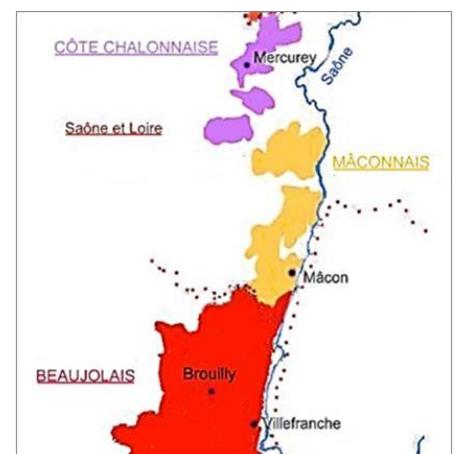 CÔTE CHALONNAISE
Mercurey
Saône
Saône et Loire
MÂCONNAIS
Mâcon
BEAUJOLAIS
Brouilly
Villefranche